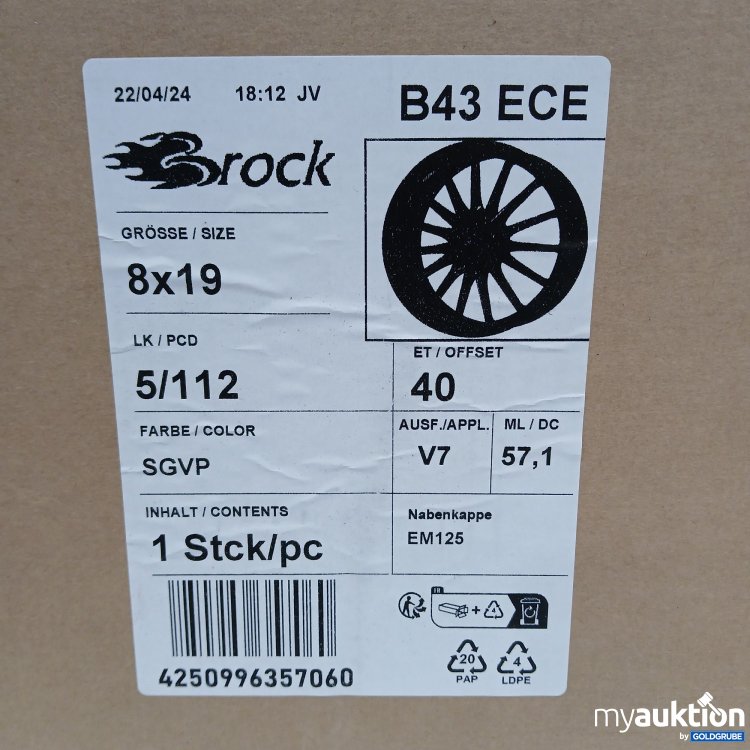 22/04/24 18:12 JV
B43 ECE
Brock
GRÖSSE / SIZE
8x19
LK / PCD
5/112
ET / OFFSET
40
FARBE / COLOR
SGVP
AUSF./APPL.
V7
ML / DC
57,1
INHALT / CONTENTS
1 Stck/pc
Nabenkappe
EM125
FR
+ 4
4250996357060
20
PAP
4
LDPE
myauktion
by GOLDGRUBE